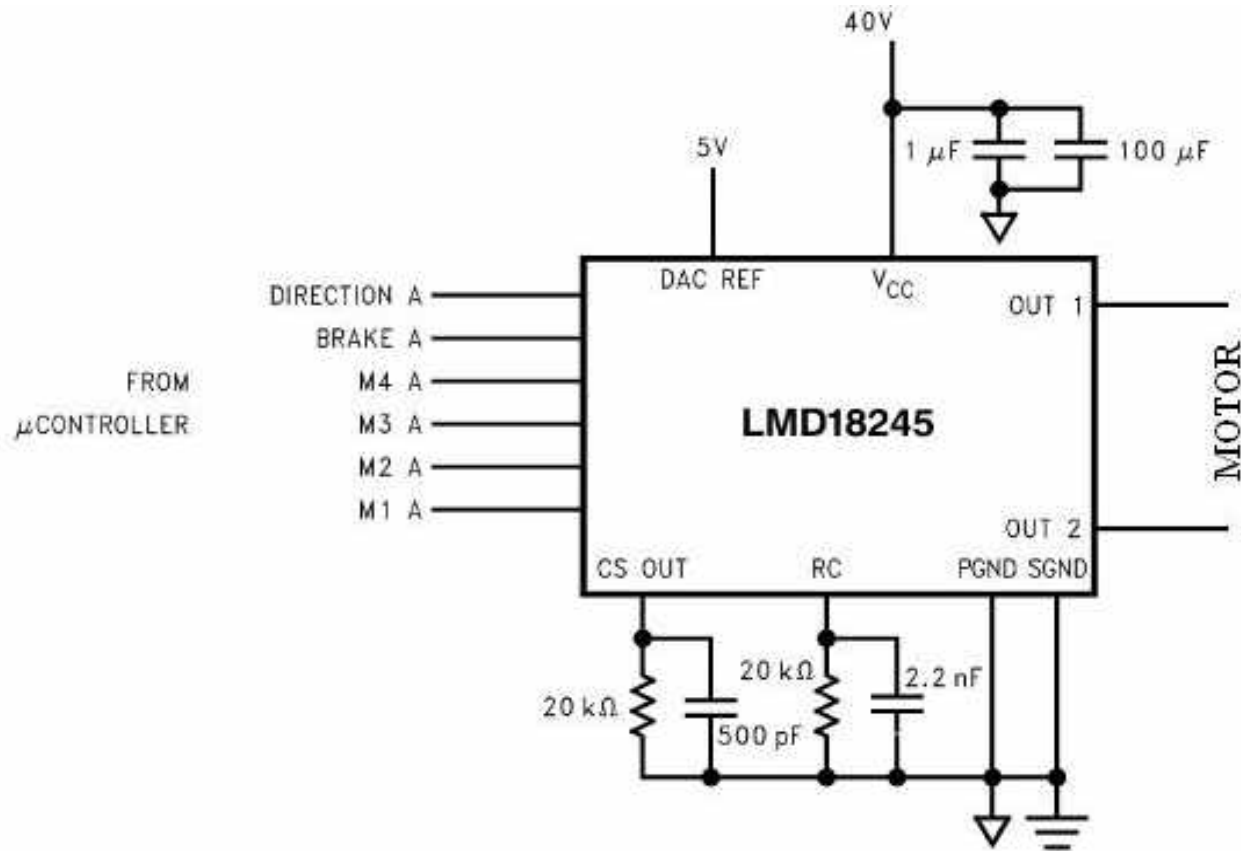 40V
1 μF
100 μF
5V
DAC REF
VCC
DIRECTION A
OUT 1
BRAKE A
FROM
M4 A
μCONTROLLER
M3 A
LMD18245
MOTOR
M2 A
M1 A
OUT 2
CS OUT
RC
PGND SGND
20 kΩ
500 pF
20 kΩ
2.2 nF